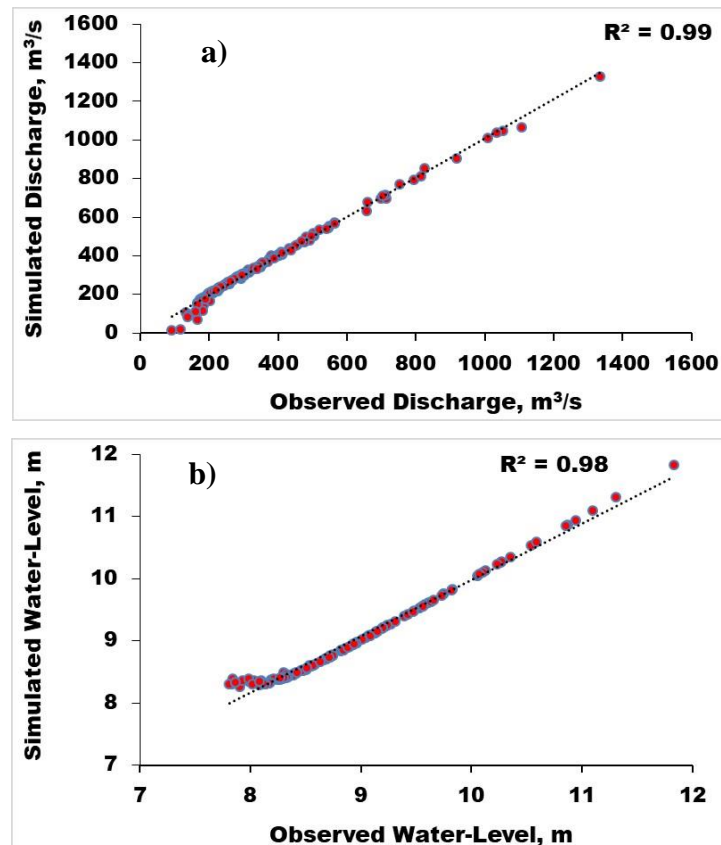 a)
R² = 0.99
Simulated Discharge, m³/s
1600
1400
1200
1000
800
600
400
200
0
0 200 400 600 800 1000 1200 1400 1600
Observed Discharge, m³/s
b)
R² = 0.98
Simulated Water-Level, m
12
11
10
9
8
7
7 8 9 10 11 12
Observed Water-Level, m